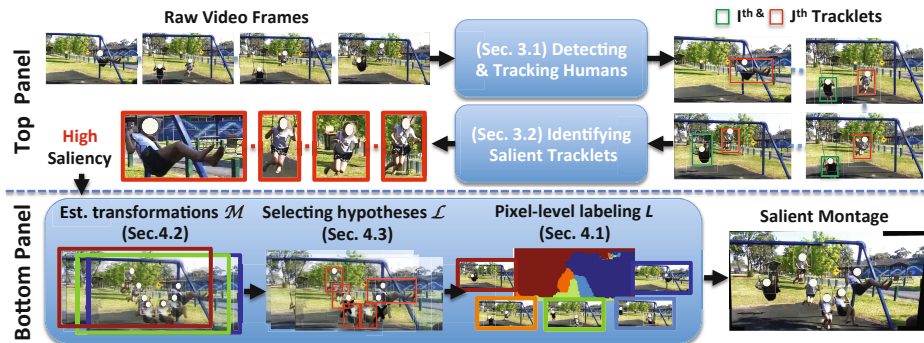 Raw Video Frames
I^th & J^th Tracklets
Top Panel
(Sec. 3.1) Detecting
& Tracking Humans
(Sec. 3.2) Identifying
Salient Tracklets
High
Saliency
Bottom Panel
Est. transformations ℳ
(Sec.4.2)
Selecting hypotheses ℒ
(Sec. 4.3)
Pixel-level labeling L
(Sec. 4.1)
Salient Montage